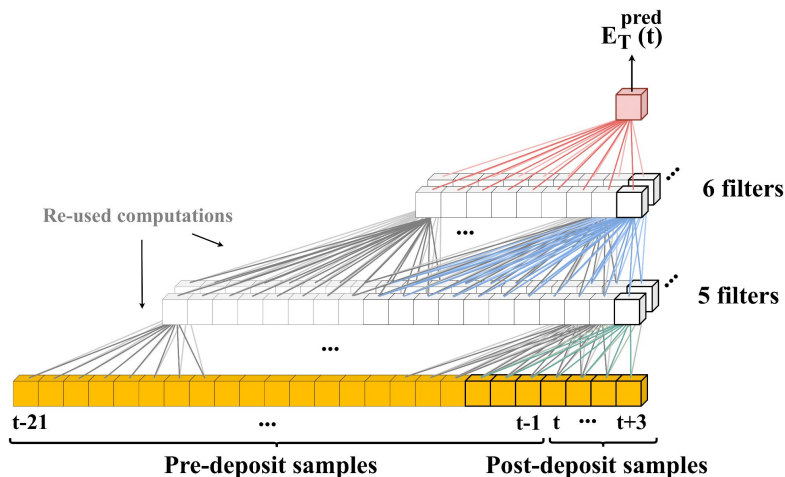 E_T^pred (t)
6 filters
Re-used computations
...
5 filters
...
t-21 ... t-1 t ... t+3
Pre-deposit samples Post-deposit samples